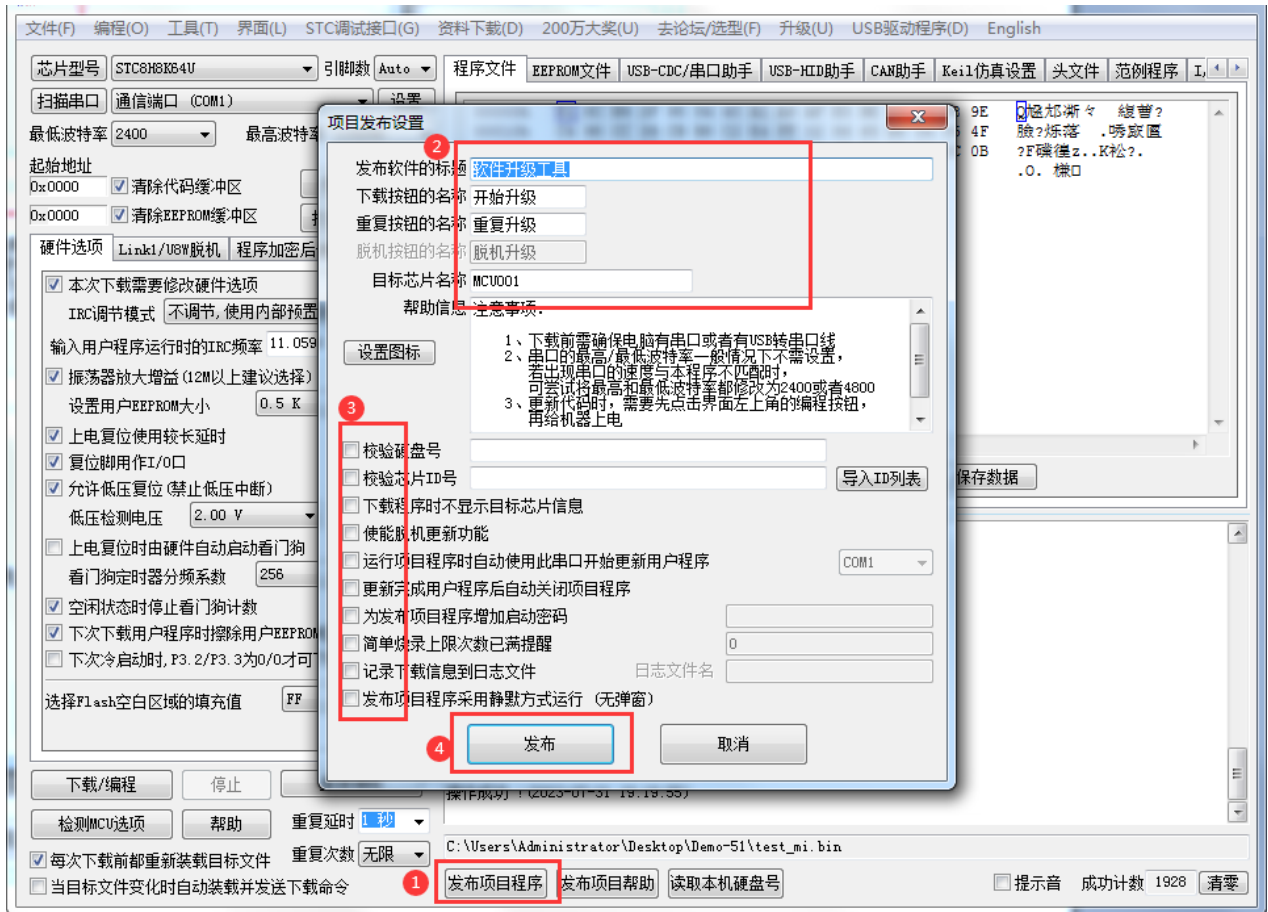 文件(F) 编程(O) 工具(T) 界面(L) STC调试接口(G) 资料下载(D) 200万大奖(U) 去论坛/选型(F) 升级(U) USB驱动程序(D) English
芯片型号 STC8H8K64U 引脚数 Auto 程序文件 EEPROM文件 USB-CDC/串口助手 USB-HID助手 CAN助手 Keil仿真设置 头文件 范例程序 I.
扫描串口 通信端口 (COM1) 设置
最低波特率 2400 最高波特率
起始地址
0x0000 清除代码缓冲区
0x0000 清除EEPROM缓冲区
9E
4F
0B
硬件选项 Link1/U8W脱机 程序加密后
本次下载需要修改硬件选项
IRC调节模式 不调节,使用内部预置
输入用户程序运行时的IRC频率 11.059
振荡器放大增益(12M以上建议选择)
设置用户EEPROM大小 0.5 K
上电复位使用较长延时
复位脚用作I/O口
允许低压复位(禁止低压中断)
低压检测电压 2.00 V
上电复位时由硬件自动启动看门狗
看门狗定时器分频系数 256
空闲状态时停止看门狗计数
下次下载用户程序时擦除用户EEPROM
下次冷启动时,P3.2/P3.3为0/0才可
选择Flash空白区域的填充值 FF
项目发布设置
2
发布软件的标题 软件升级工具
下载按钮的名称 开始升级
重复按钮的名称 重复升级
脱机按钮的名称 脱机升级
目标芯片名称 MCU001
帮助信息 注意事项:
设置图标
1、下载前需确保电脑有串口或者有USB转串口线
2、串口的最高/最低波特率一般情况下不需设置,
若出现串口的速度与本程序不匹配时,
可尝试将最高和最低波特率都修改为2400或者4800
3、更新代码时,需要先点击界面左上角的编程按钮,
再给机器上电
3
校验硬盘号
校验芯片ID号 导入ID列表
下载程序时不显示目标芯片信息
使能脱机更新功能
运行项目程序时自动使用此串口开始更新用户程序 COM1
更新完成用户程序后自动关闭项目程序
为发布项目程序增加启动密码
简单烧录上限次数已满提醒 0
记录下载信息到日志文件 日志文件名
发布项目程序采用静默方式运行 (无弹窗)
4 发布 取消
保存数据
下载/编程 停止
操作成功 !(2023-01-31 19:19:55)
检测MCU选项 帮助 重复延时 1 秒
每次下载前都重新装载目标文件 重复次数 无限
C:\Users\Administrator\Desktop\Demo-51\test_mi.bin
当目标文件变化时自动装载并发送下载命令
1 发布项目程序 发布项目帮助 读取本机硬盘号 提示音 成功计数 1928 清零